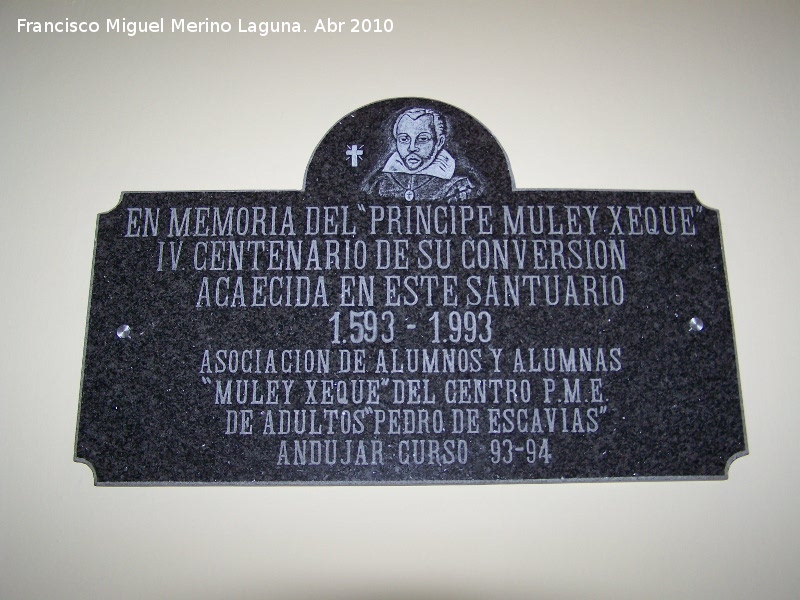 Francisco Miguel Merino Laguna. Abr 2010
EN MEMORIA DEL "PRINCIPE MULEY XEQUE"
IV CENTENARIO DE SU CONVERSION
ACAECIDA EN ESTE SANTUARIO
1.593 - 1.993
ASOCIACION DE ALUMNOS Y ALUMNAS
"MULEY XEQUE" DEL CENTRO P.M.E.
DE ADULTOS "PEDRO DE ESCAVIAS"
ANDUJAR CURSO 93-94